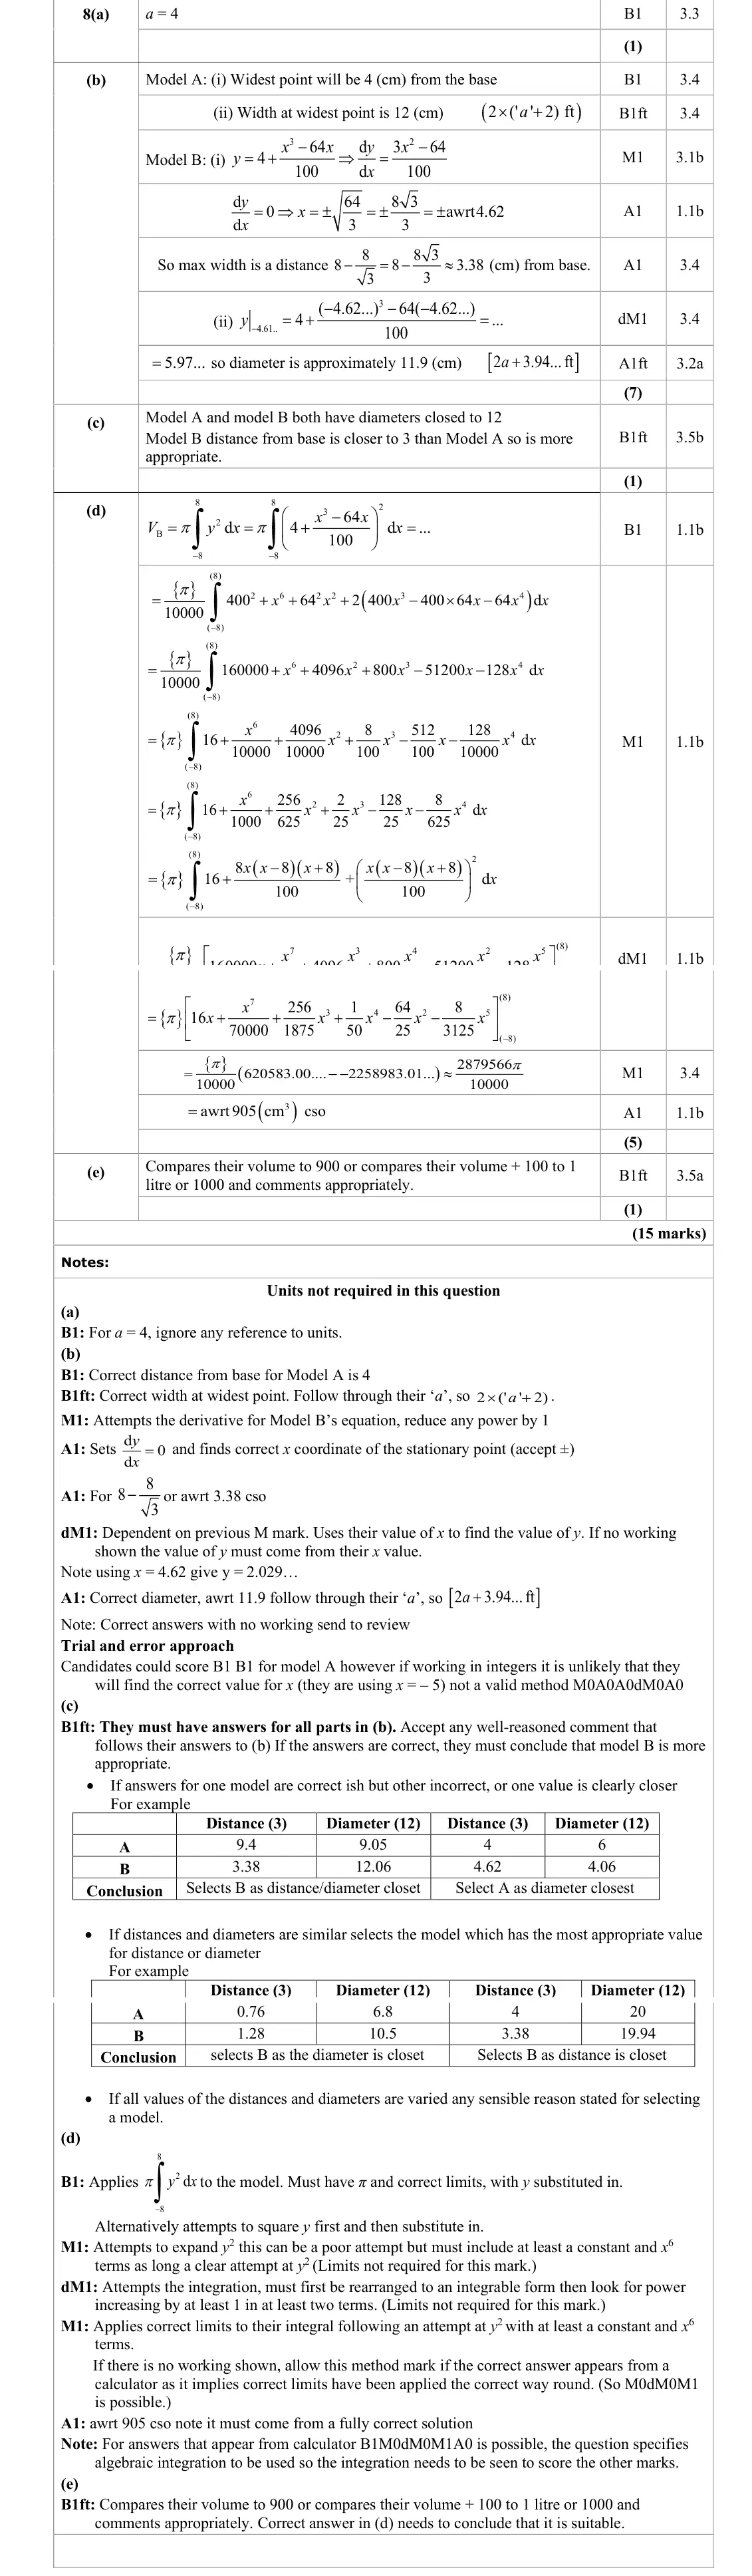 8(a) a = 4 B1 3.3
(1)
(b) Model A: (i) Widest point will be 4 (cm) from the base B1 3.4
(ii) Width at widest point is 12 (cm) (2×('a'+2) ft) B1ft 3.4
Model B: (i) y = 4 + (x³ − 64x)/100 ⇒ dy/dx = (3x² − 64)/100 M1 3.1b
dy/dx = 0 ⇒ x = ±√(64/3) = ±8√3/3 = ±awrt4.62 A1 1.1b
So max width is a distance 8 − 8/√3 = 8 − 8√3/3 ≈ 3.38 (cm) from base. A1 3.4
(ii) y|₋₄.₆₁.. = 4 + ((−4.62...)³ − 64(−4.62...))/100 = ... dM1 3.4
= 5.97... so diameter is approximately 11.9 (cm) [2a + 3.94... ft] A1ft 3.2a
(7)
(c) Model A and model B both have diameters closed to 12
Model B distance from base is closer to 3 than Model A so is more B1ft 3.5b
appropriate.
(1)
(d) V_B = π∫₋₈⁸ y² dx = π∫₋₈⁸ (4 + (x³ − 64x)/100)² dx = ... B1 1.1b
= {π}/10000 ∫₍₋₈₎⁽⁸⁾ 400² + x⁶ + 64²x² + 2(400x³ − 400×64x − 64x⁴)dx
= {π}/10000 ∫₍₋₈₎⁽⁸⁾ 160000 + x⁶ + 4096x² + 800x³ − 51200x − 128x⁴ dx
= {π}∫₍₋₈₎⁽⁸⁾ 16 + x⁶/10000 + 4096/10000 x² + 8/100 x³ − 512/100 x − 128/10000 x⁴ dx M1 1.1b
= {π}∫₍₋₈₎⁽⁸⁾ 16 + x⁶/1000 + 256/625 x² + 2/25 x³ − 128/25 x − 8/625 x⁴ dx
= {π}∫₍₋₈₎⁽⁸⁾ 16 + 8x(x−8)(x+8)/100 + (x(x−8)(x+8)/100)² dx
{π} [ x⁷ x³ x⁴ x² x⁵ ]⁽⁸⁾ dM1 1.1b
= {π}[16x + x⁷/70000 + 256/1875 x³ + 1/50 x⁴ − 64/25 x² − 8/3125 x⁵]₍₋₈₎⁽⁸⁾
= {π}/10000 (620583.00.... − −2258983.01...) ≈ 2879566π/10000 M1 3.4
= awrt 905 (cm³) cso A1 1.1b
(5)
(e) Compares their volume to 900 or compares their volume + 100 to 1 B1ft 3.5a
litre or 1000 and comments appropriately.
(1)
(15 marks)
Notes:
Units not required in this question
(a)
B1: For a = 4, ignore any reference to units.
(b)
B1: Correct distance from base for Model A is 4
B1ft: Correct width at widest point. Follow through their ‘a’, so 2×('a'+2).
M1: Attempts the derivative for Model B’s equation, reduce any power by 1
A1: Sets dy/dx = 0 and finds correct x coordinate of the stationary point (accept ±)
A1: For 8 − 8/√3 or awrt 3.38 cso
dM1: Dependent on previous M mark. Uses their value of x to find the value of y. If no working
shown the value of y must come from their x value.
Note using x = 4.62 give y = 2.029…
A1: Correct diameter, awrt 11.9 follow through their ‘a’, so [2a + 3.94... ft]
Note: Correct answers with no working send to review
Trial and error approach
Candidates could score B1 B1 for model A however if working in integers it is unlikely that they
will find the correct value for x (they are using x = – 5) not a valid method M0A0A0dM0A0
(c)
B1ft: They must have answers for all parts in (b). Accept any well-reasoned comment that
follows their answers to (b) If the answers are correct, they must conclude that model B is more
appropriate.
• If answers for one model are correct ish but other incorrect, or one value is clearly closer
For example
Distance (3) Diameter (12) Distance (3) Diameter (12)
A 9.4 9.05 4 6
B 3.38 12.06 4.62 4.06
Conclusion Selects B as distance/diameter closet Select A as diameter closest
• If distances and diameters are similar selects the model which has the most appropriate value
for distance or diameter
For example
Distance (3) Diameter (12) Distance (3) Diameter (12)
A 0.76 6.8 4 20
B 1.28 10.5 3.38 19.94
Conclusion selects B as the diameter is closet Selects B as distance is closet
• If all values of the distances and diameters are varied any sensible reason stated for selecting
a model.
(d)
B1: Applies π∫₋₈⁸ y² dx to the model. Must have π and correct limits, with y substituted in.
Alternatively attempts to square y first and then substitute in.
M1: Attempts to expand y² this can be a poor attempt but must include at least a constant and x⁶
terms as long a clear attempt at y² (Limits not required for this mark.)
dM1: Attempts the integration, must first be rearranged to an integrable form then look for power
increasing by at least 1 in at least two terms. (Limits not required for this mark.)
M1: Applies correct limits to their integral following an attempt at y² with at least a constant and x⁶
terms.
If there is no working shown, allow this method mark if the correct answer appears from a
calculator as it implies correct limits have been applied the correct way round. (So M0dM0M1
is possible.)
A1: awrt 905 cso note it must come from a fully correct solution
Note: For answers that appear from calculator B1M0dM0M1A0 is possible, the question specifies
algebraic integration to be used so the integration needs to be seen to score the other marks.
(e)
B1ft: Compares their volume to 900 or compares their volume + 100 to 1 litre or 1000 and
comments appropriately. Correct answer in (d) needs to conclude that it is suitable.